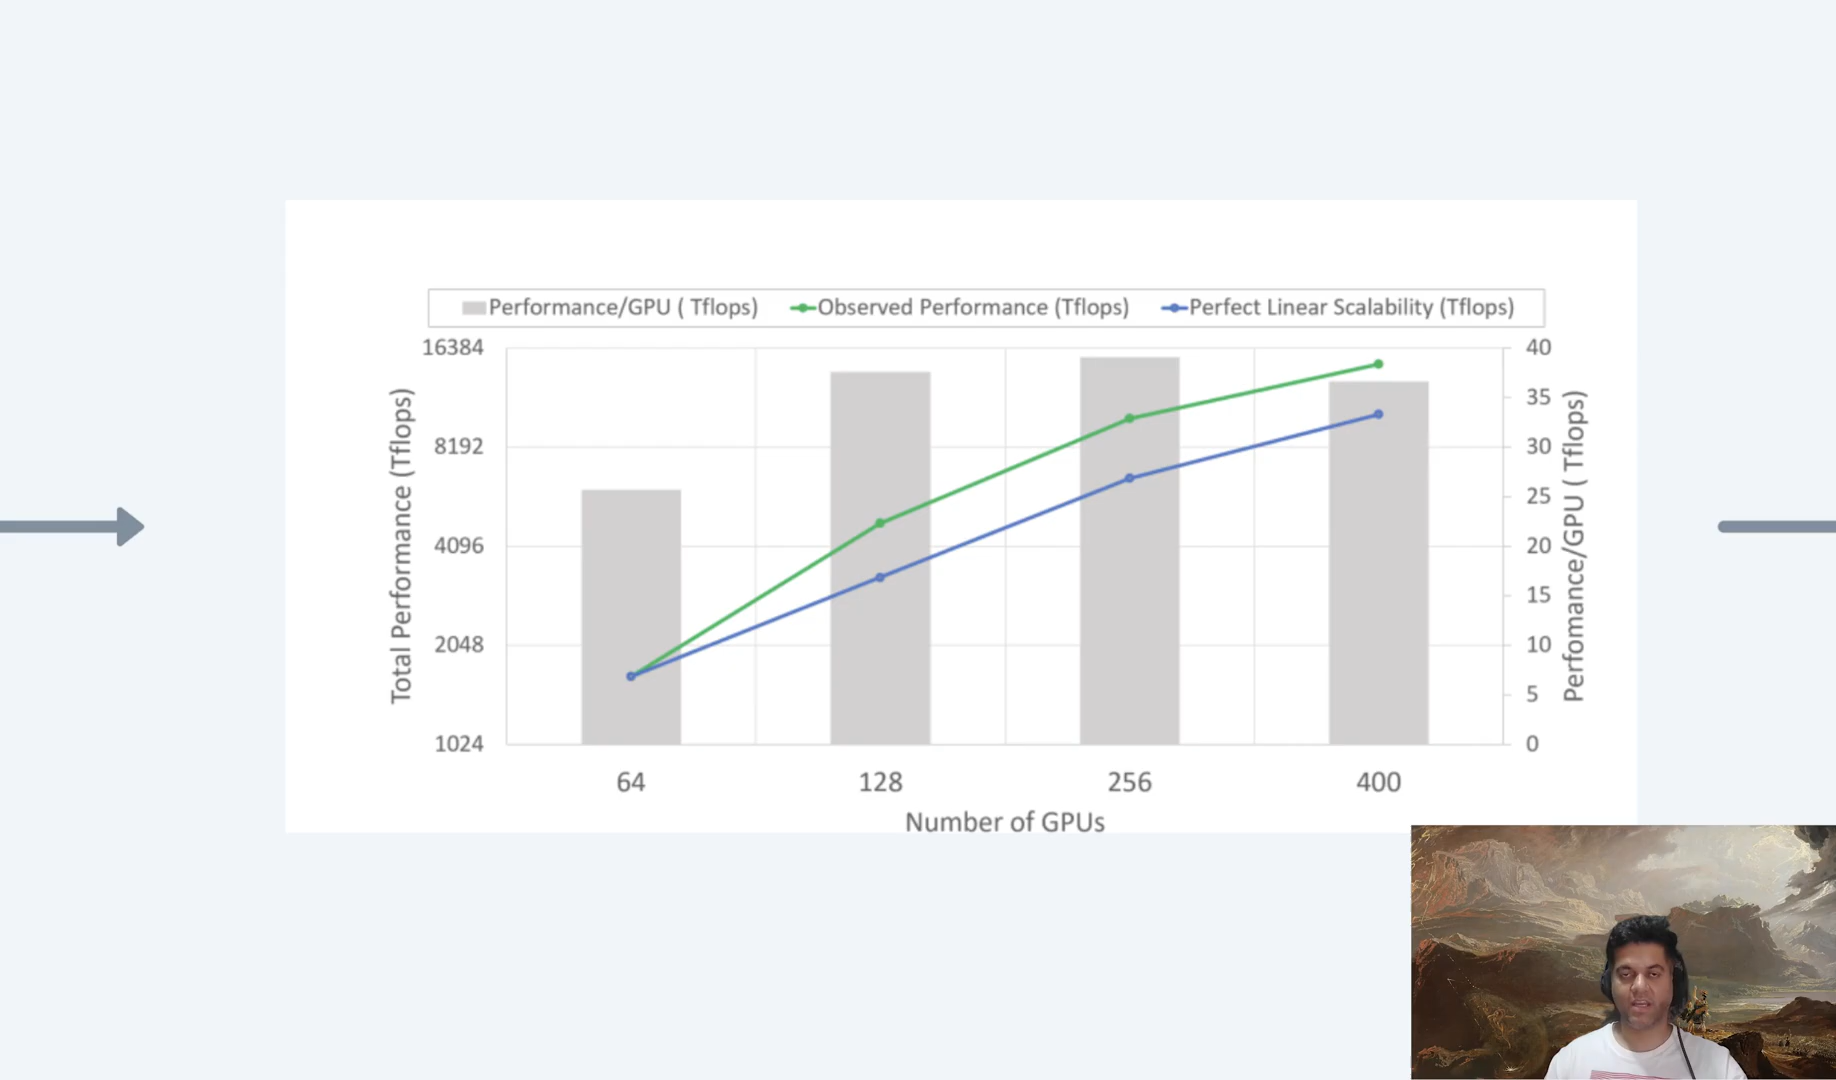 Performance/GPU ( Tflops) Observed Performance (Tflops) Perfect Linear Scalability (Tflops)
Total Performance (Tflops)
16384
8192
4096
2048
1024
40
35
30
25
20
15
10
5
0
Perfomance/GPU ( Tflops)
64 128 256 400
Number of GPUs